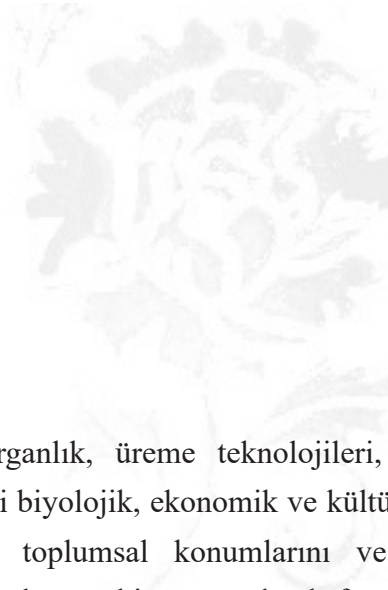 rganlık, üreme teknolojileri,
i biyolojik, ekonomik ve kültü
toplumsal konumlarını ve